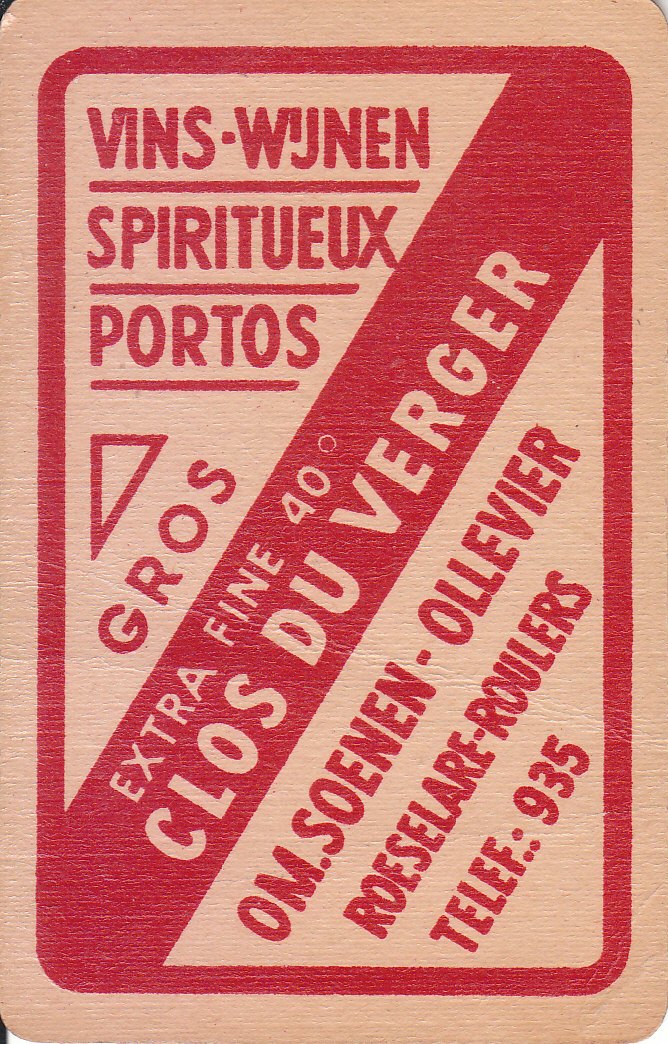 VINS-WIJNEN
SPIRITUEUX
PORTOS
GROS
EXTRA FINE 40°
CLOS DU VERGER
OM.SOENEN-OLLEVIER
ROESELARE-ROULERS
TELEF.: 935